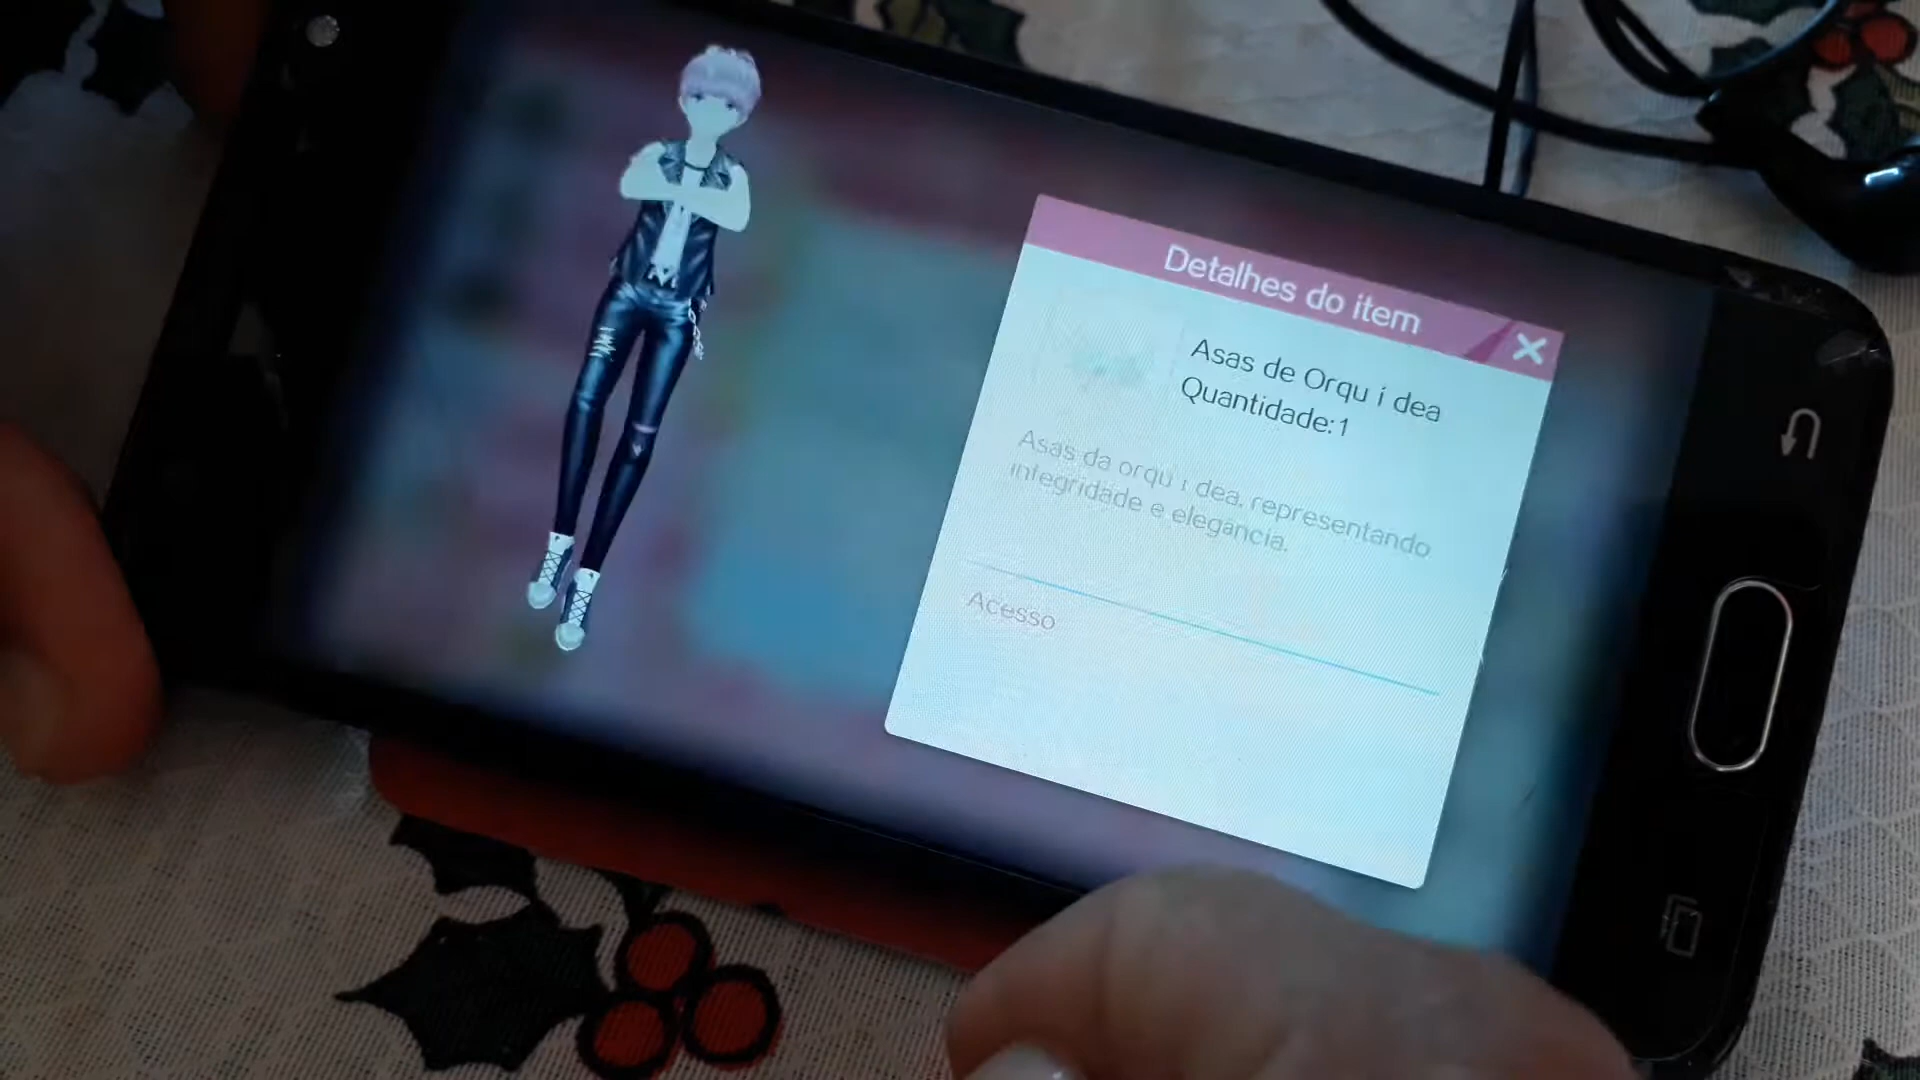 Detalhes do item
Asas de Orqu í dea
Quantidade:1
Asas da orqu í dea, representando
integridade e elegancia.
Acesso